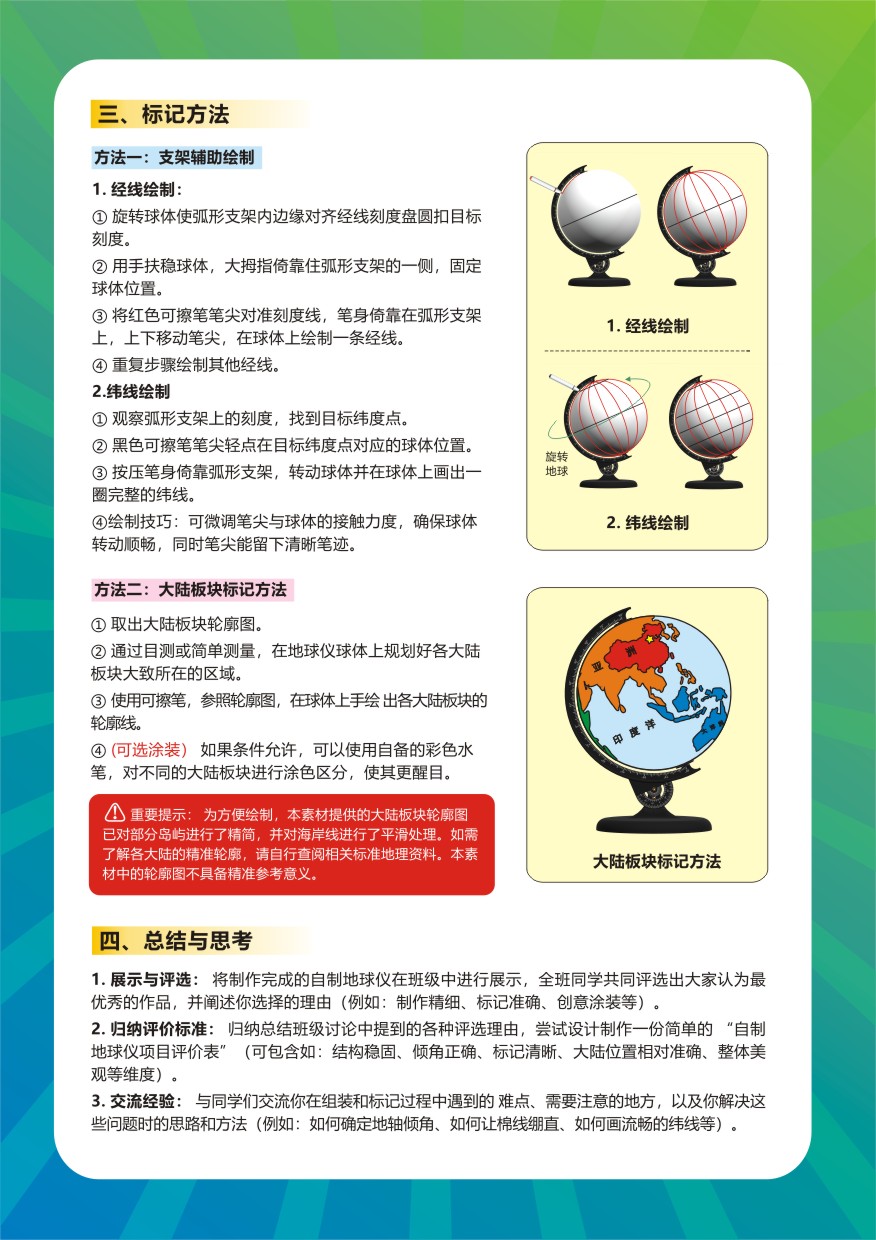 三、标记方法
方法一：支架辅助绘制
1. 经线绘制：
① 旋转球体使弧形支架内边缘对齐经线刻度盘圆扣目标
刻度。
② 用手扶稳球体，大拇指倚靠住弧形支架的一侧，固定
球体位置。
③ 将红色可擦笔笔尖对准刻度线，笔身倚靠在弧形支架
上，上下移动笔尖，在球体上绘制一条经线。
④ 重复步骤绘制其他经线。
2.纬线绘制
① 观察弧形支架上的刻度，找到目标纬度点。
② 黑色可擦笔笔尖轻点在目标纬度点对应的球体位置。
③ 按压笔身倚靠弧形支架，转动球体并在球体上画出一
圈完整的纬线。
④绘制技巧：可微调笔尖与球体的接触力度，确保球体
转动顺畅，同时笔尖能留下清晰笔迹。
1. 经线绘制
旋转
地球
2. 纬线绘制
方法二：大陆板块标记方法
① 取出大陆板块轮廓图。
② 通过目测或简单测量，在地球仪球体上规划好各大陆
板块大致所在的区域。
③ 使用可擦笔，参照轮廓图，在球体上手绘 出各大陆板块的
轮廓线。
④ (可选涂装） 如果条件允许，可以使用自备的彩色水
笔，对不同的大陆板块进行涂色区分，使其更醒目。
重要提示： 为方便绘制，本素材提供的大陆板块轮廓图
已对部分岛屿进行了精简，并对海岸线进行了平滑处理。如需
了解各大陆的精准轮廓，请自行查阅相关标准地理资料。本素
材中的轮廓图不具备精准参考意义。
亚 洲
印 度 洋
大陆板块标记方法
四、总结与思考
1. 展示与评选： 将制作完成的自制地球仪在班级中进行展示，全班同学共同评选出大家认为最
优秀的作品，并阐述你选择的理由（例如：制作精细、标记准确、创意涂装等）。
2. 归纳评价标准： 归纳总结班级讨论中提到的各种评选理由，尝试设计制作一份简单的 “自制
地球仪项目评价表” （可包含如：结构稳固、倾角正确、标记清晰、大陆位置相对准确、整体美
观等维度）。
3. 交流经验： 与同学们交流你在组装和标记过程中遇到的 难点、需要注意的地方，以及你解决这
些问题时的思路和方法（例如：如何确定地轴倾角、如何让棉线绷直、如何画流畅的纬线等）。